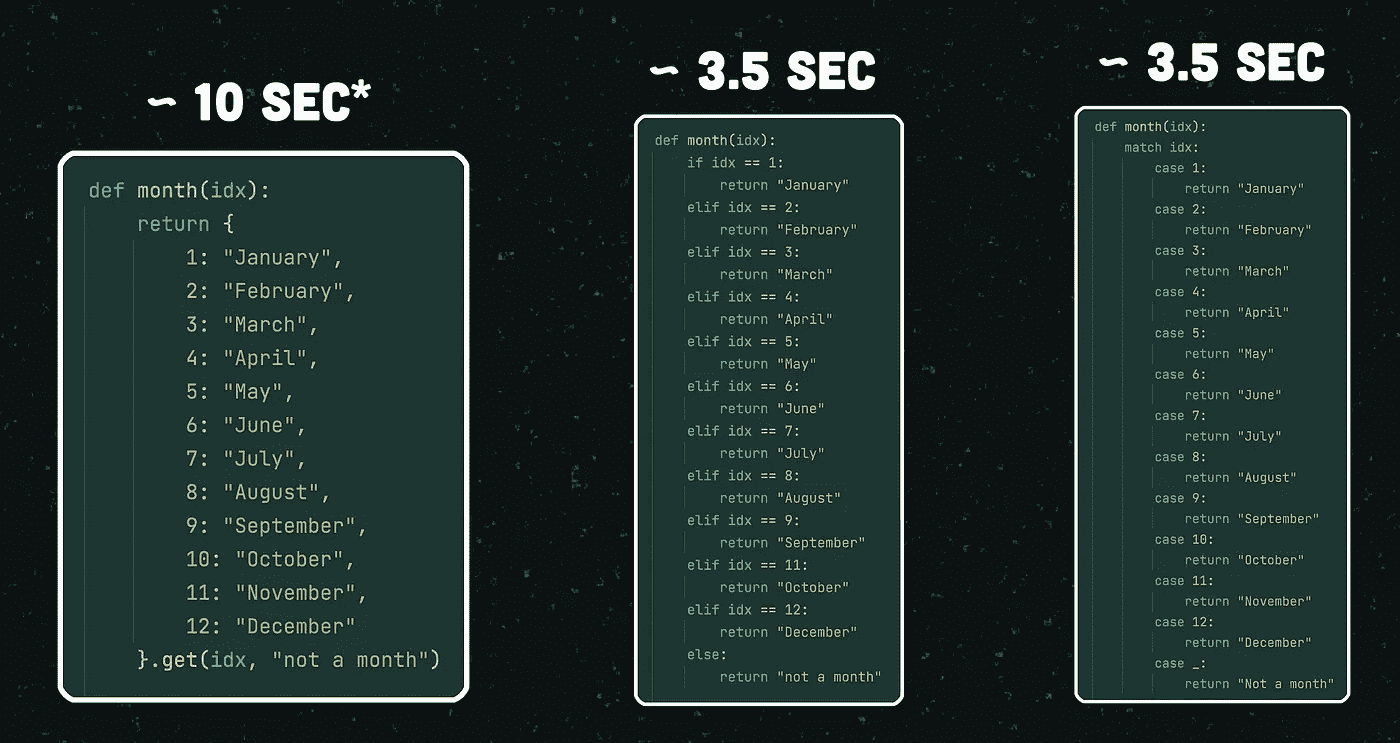 ~ 10 SEC*
def month(idx):
    return {
        1: "January",
        2: "February",
        3: "March",
        4: "April",
        5: "May",
        6: "June",
        7: "July",
        8: "August",
        9: "September",
        10: "October",
        11: "November",
        12: "December"
    }.get(idx, "not a month")
~ 3.5 SEC
def month(idx):
    if idx == 1:
        return "January"
    elif idx == 2:
        return "February"
    elif idx == 3:
        return "March"
    elif idx == 4:
        return "April"
    elif idx == 5:
        return "May"
    elif idx == 6:
        return "June"
    elif idx == 7:
        return "July"
    elif idx == 8:
        return "August"
    elif idx == 9:
        return "September"
    elif idx == 11:
        return "October"
    elif idx == 12:
        return "December"
    else:
        return "not a month"
~ 3.5 SEC
def month(idx):
    match idx:
        case 1:
            return "January"
        case 2:
            return "February"
        case 3:
            return "March"
        case 4:
            return "April"
        case 5:
            return "May"
        case 6:
            return "June"
        case 7:
            return "July"
        case 8:
            return "August"
        case 9:
            return "September"
        case 10:
            return "October"
        case 11:
            return "November"
        case 12:
            return "December"
        case _:
            return "Not a month"